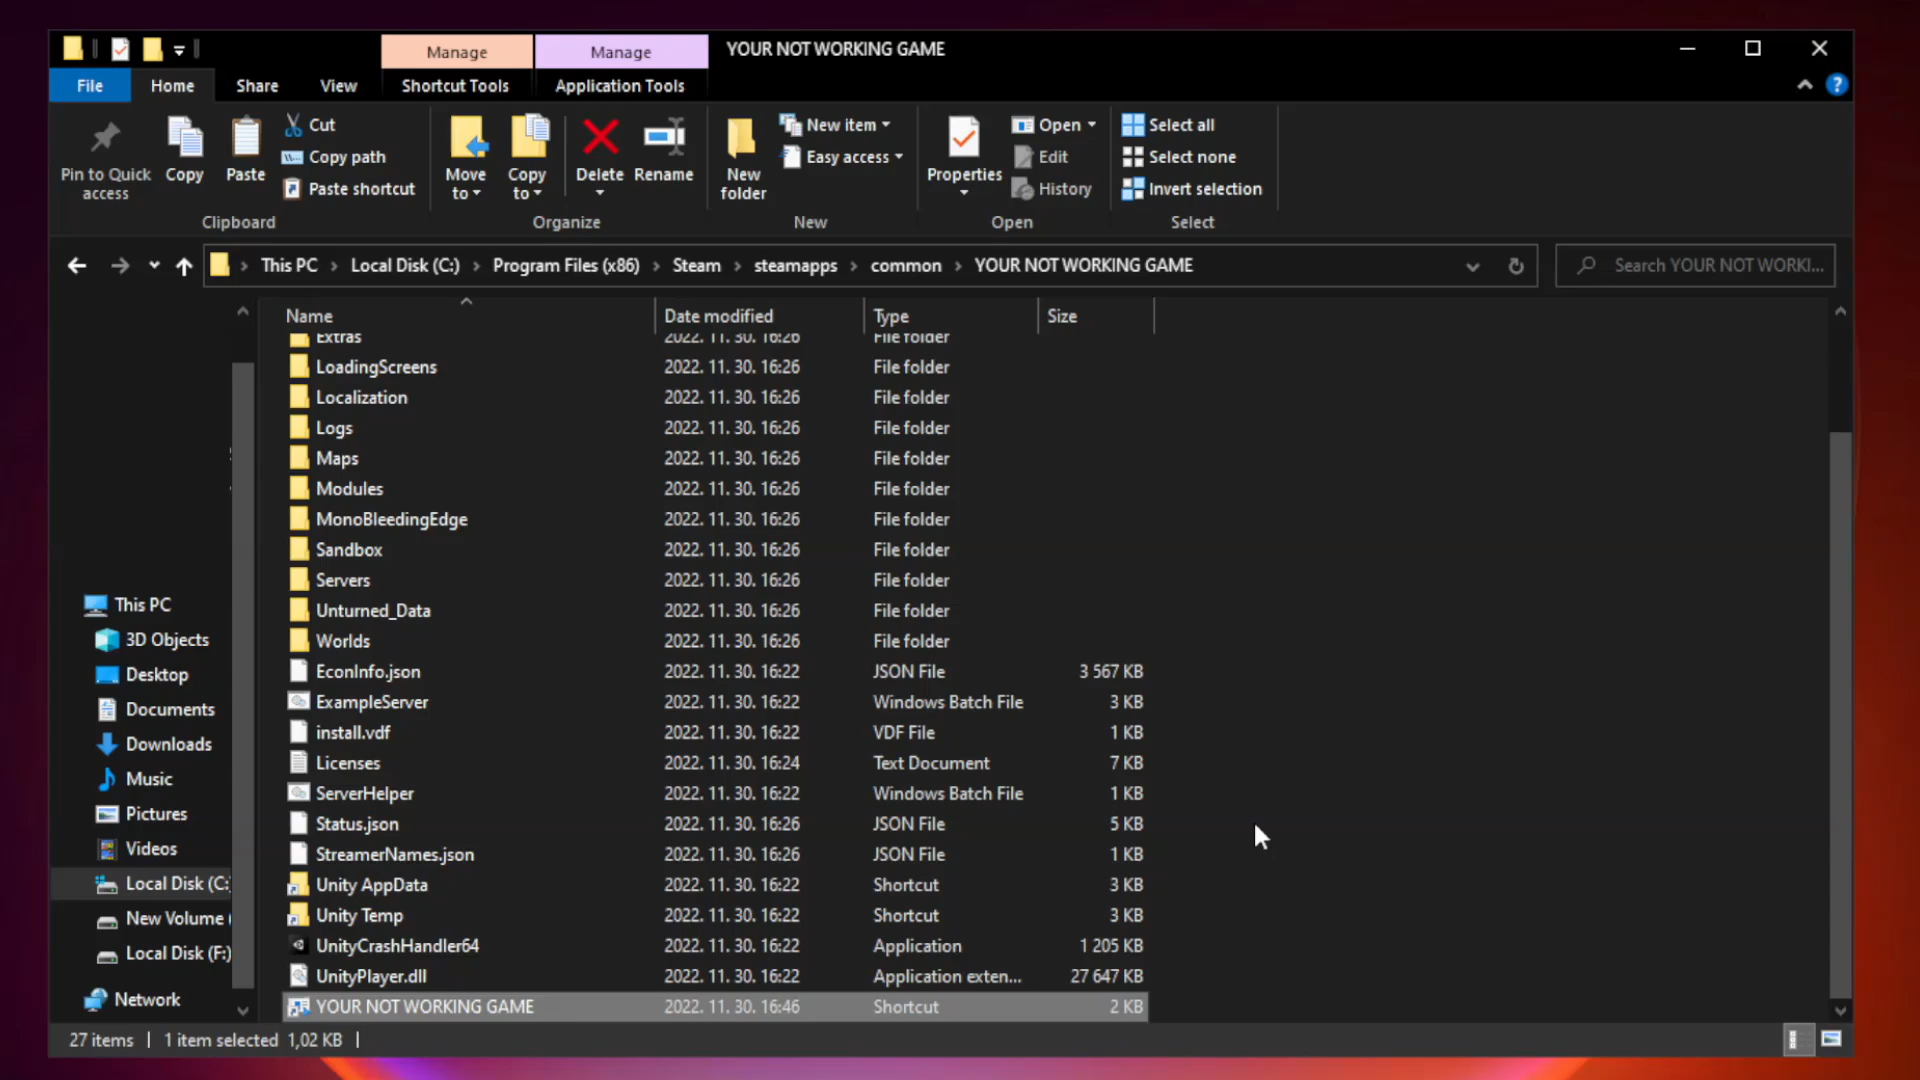 Manage
Manage
YOUR NOT WORKING GAME
File
Home
Share
View
Shortcut Tools
Application Tools
?
Pin to Quick access
Copy
Paste
Cut
Copy path
Paste shortcut
Clipboard
Move to
Copy to
Delete
Rename
Organize
New folder
New item
Easy access
New
Properties
Open
Edit
History
Open
Select all
Select none
Invert selection
Select
This PC > Local Disk (C:) > Program Files (x86) > Steam > steamapps > common > YOUR NOT WORKING GAME
Search YOUR NOT WORKI...
Name Date modified Type Size
Extras 2022. 11. 30. 16:26 File folder
LoadingScreens 2022. 11. 30. 16:26 File folder
Localization 2022. 11. 30. 16:26 File folder
Logs 2022. 11. 30. 16:26 File folder
Maps 2022. 11. 30. 16:26 File folder
Modules 2022. 11. 30. 16:26 File folder
MonoBleedingEdge 2022. 11. 30. 16:26 File folder
Sandbox 2022. 11. 30. 16:26 File folder
Servers 2022. 11. 30. 16:26 File folder
Unturned_Data 2022. 11. 30. 16:26 File folder
Worlds 2022. 11. 30. 16:26 File folder
EconInfo.json 2022. 11. 30. 16:22 JSON File 3 567 KB
ExampleServer 2022. 11. 30. 16:22 Windows Batch File 3 KB
install.vdf 2022. 11. 30. 16:22 VDF File 1 KB
Licenses 2022. 11. 30. 16:24 Text Document 7 KB
ServerHelper 2022. 11. 30. 16:22 Windows Batch File 1 KB
Status.json 2022. 11. 30. 16:26 JSON File 5 KB
StreamerNames.json 2022. 11. 30. 16:26 JSON File 1 KB
Unity AppData 2022. 11. 30. 16:22 Shortcut 3 KB
Unity Temp 2022. 11. 30. 16:22 Shortcut 3 KB
UnityCrashHandler64 2022. 11. 30. 16:22 Application 1 205 KB
UnityPlayer.dll 2022. 11. 30. 16:22 Application exten... 27 647 KB
YOUR NOT WORKING GAME 2022. 11. 30. 16:46 Shortcut 2 KB
This PC
3D Objects
Desktop
Documents
Downloads
Music
Pictures
Videos
Local Disk (C:
New Volume (
Local Disk (F:)
Network
27 items 1 item selected 1,02 KB